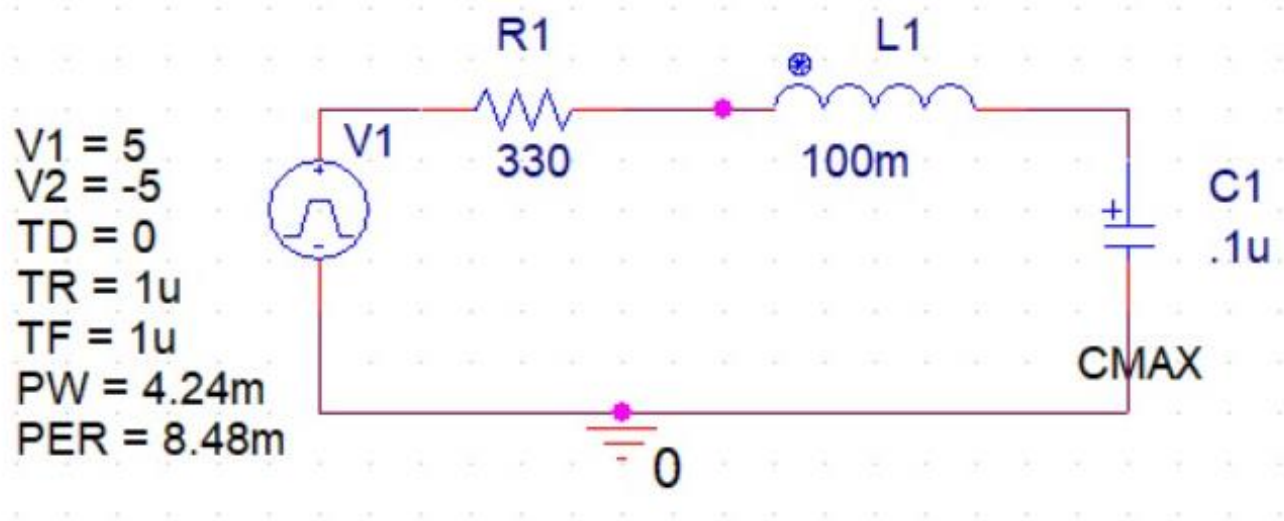 R1
L1
V1
330
100m
V1 = 5
V2 = -5
TD = 0
TR = 1u
TF = 1u
PW = 4.24m
PER = 8.48m
+
-
+
C1
.1u
CMAX
0